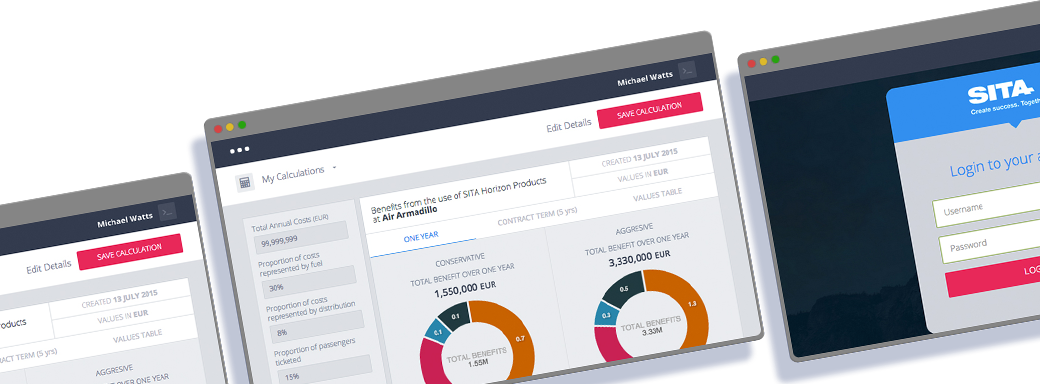 Michael Watts
Edit Details
SAVE CALCULATION
CREATED 13 JULY 2015
VALUES IN EUR
VALUES TABLE
(5 yrs)
AGGRESIVE
OVER ONE YEAR
Michael Watts
My Calculations
Edit Details
SAVE CALCULATION
Total Annual Costs (EUR)
99,999,999
Proportion of costs
represented by fuel
30%
Proportion of costs
represented by distribution
8%
Proportion of passengers
ticketed
15%
Benefits from the use of SITA Horizon Products
at Air Armadillo
CREATED 13 JULY 2015
VALUES IN EUR
ONE YEAR
CONTRACT TERM (5 yrs)
VALUES TABLE
CONSERVATIVE
TOTAL BENEFIT OVER ONE YEAR
1,550,000 EUR
0.1
0.1
0.7
TOTAL BENEFITS
1.55M
AGGRESIVE
TOTAL BENEFIT OVER ONE YEAR
3,330,000 EUR
0.5
0.3
1.3
TOTAL BENEFITS
3.33M
SITA
Create success. Togeth
Login to your a
Username
Password
LOG